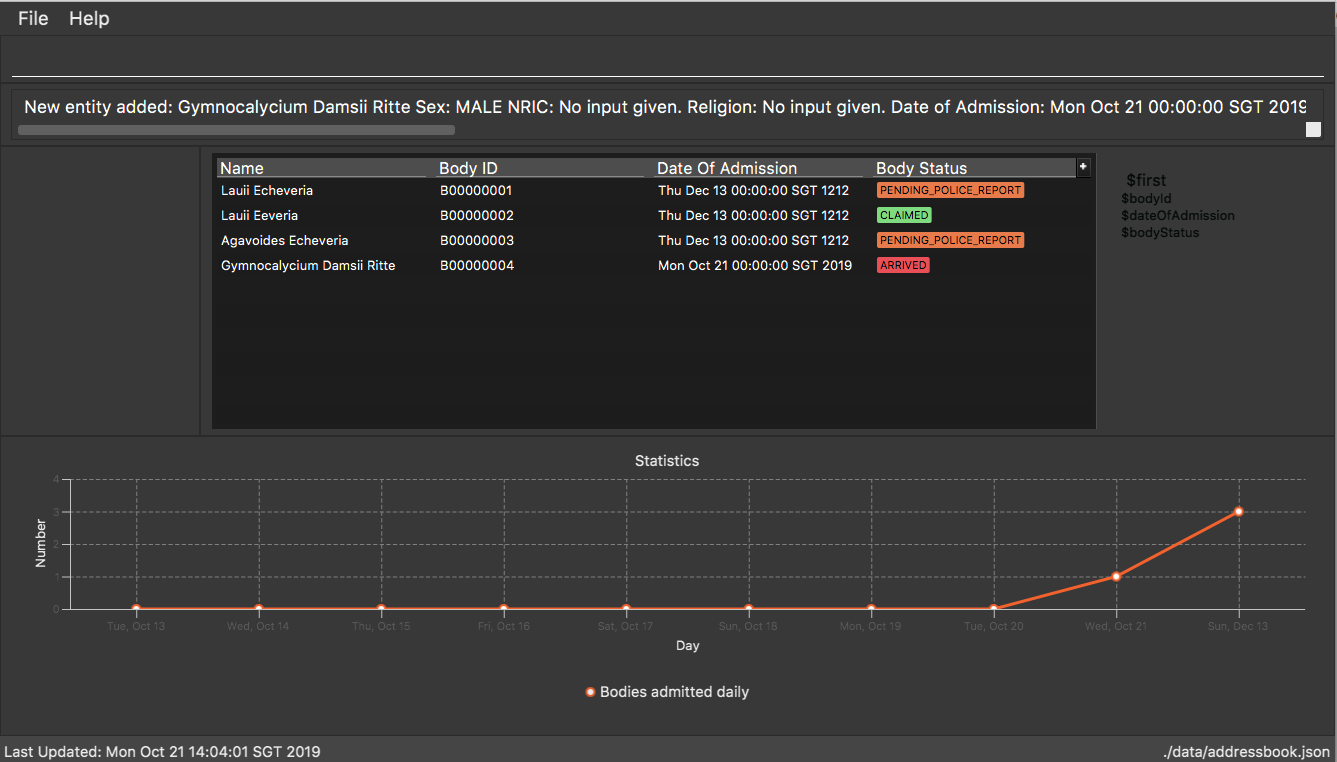 File Help
New entity added: Gymnocalycium Damsii Ritte Sex: MALE NRIC: No input given. Religion: No input given. Date of Admission: Mon Oct 21 00:00:00 SGT 2019
Name Body ID Date Of Admission Body Status +
Lauii Echeveria B00000001 Thu Dec 13 00:00:00 SGT 1212 PENDING_POLICE_REPORT
Lauii Eeveria B00000002 Thu Dec 13 00:00:00 SGT 1212 CLAIMED
Agavoides Echeveria B00000003 Thu Dec 13 00:00:00 SGT 1212 PENDING_POLICE_REPORT
Gymnocalycium Damsii Ritte B00000004 Mon Oct 21 00:00:00 SGT 2019 ARRIVED
$first
$bodyId
$dateOfAdmission
$bodyStatus
Statistics
4
3
2
1
0
Number
Tue, Oct 13 Wed, Oct 14 Thu, Oct 15 Fri, Oct 16 Sat, Oct 17 Sun, Oct 18 Mon, Oct 19 Tue, Oct 20 Wed, Oct 21 Sun, Dec 13
Day
Bodies admitted daily
Last Updated: Mon Oct 21 14:04:01 SGT 2019 ./data/addressbook.json